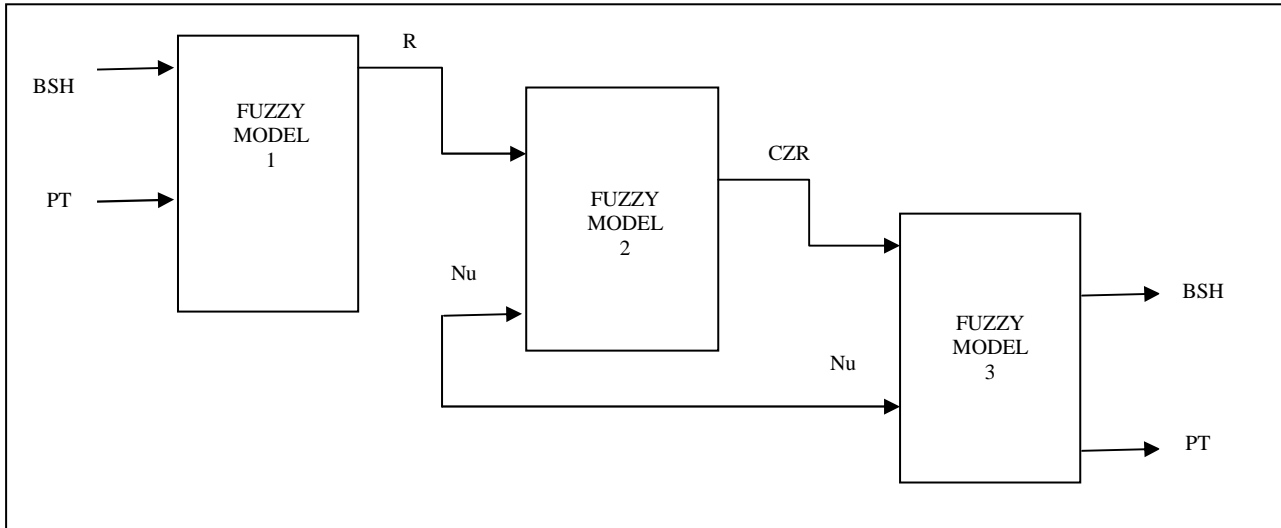 R
BSH
FUZZY
MODEL
1
PT
CZR
FUZZY
MODEL
2
Nu
BSH
FUZZY
MODEL
3
Nu
PT